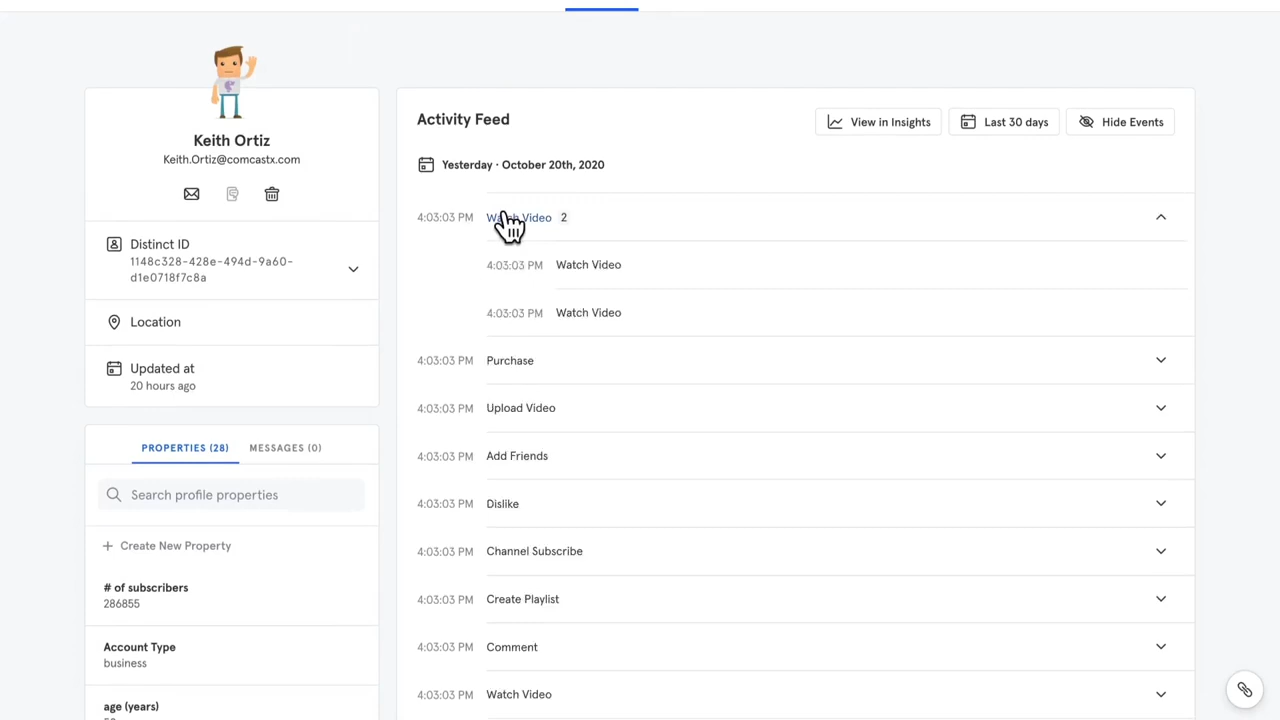 Keith Ortiz
Keith.Ortiz@comcastx.com
Distinct ID
1148c328-428e-494d-9a60-
d1e0718f7c8a
Location
Updated at
20 hours ago
PROPERTIES (28) MESSAGES (0)
Search profile properties
+ Create New Property
# of subscribers
286855
Account Type
business
age (years)
Activity Feed
View in Insights Last 30 days Hide Events
Yesterday · October 20th, 2020
4:03:03 PM Watch Video 2
4:03:03 PM Watch Video
4:03:03 PM Watch Video
4:03:03 PM Purchase
4:03:03 PM Upload Video
4:03:03 PM Add Friends
4:03:03 PM Dislike
4:03:03 PM Channel Subscribe
4:03:03 PM Create Playlist
4:03:03 PM Comment
4:03:03 PM Watch Video